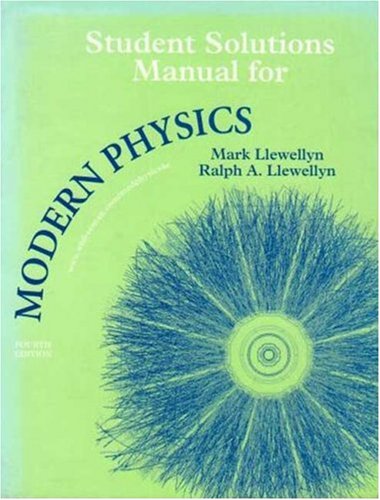 Student Solutions
Manual for
MODERN PHYSICS
Mark Llewellyn
Ralph A. Llewellyn
FOURTH
EDITION